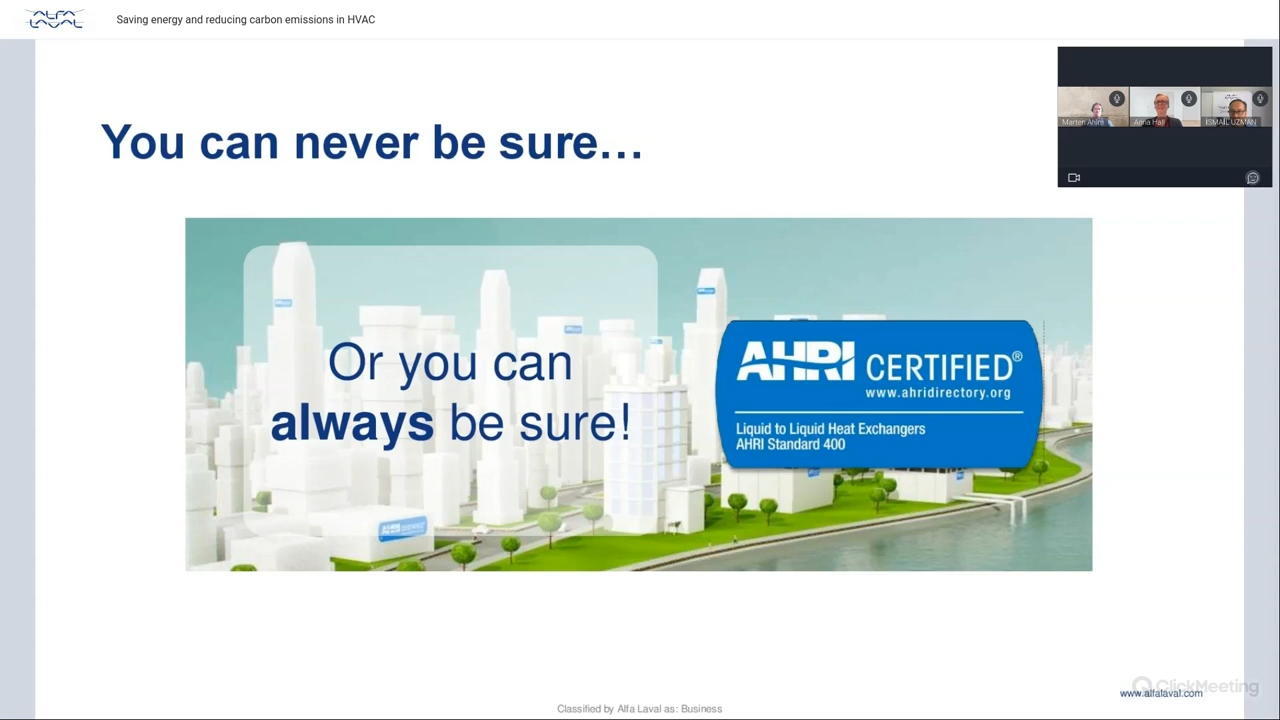 ALFA
LAVAL
Saving energy and reducing carbon emissions in HVAC
Anna Hall
ISMAIL UZMAN
You can never be sure…
Or you can
always be sure!
AHRI CERTIFIED®
www.ahridirectory.org
Liquid to Liquid Heat Exchangers
AHRI Standard 400
ClickMeeting
www.alfalaval.com
Classified by Alfa Laval as: Business